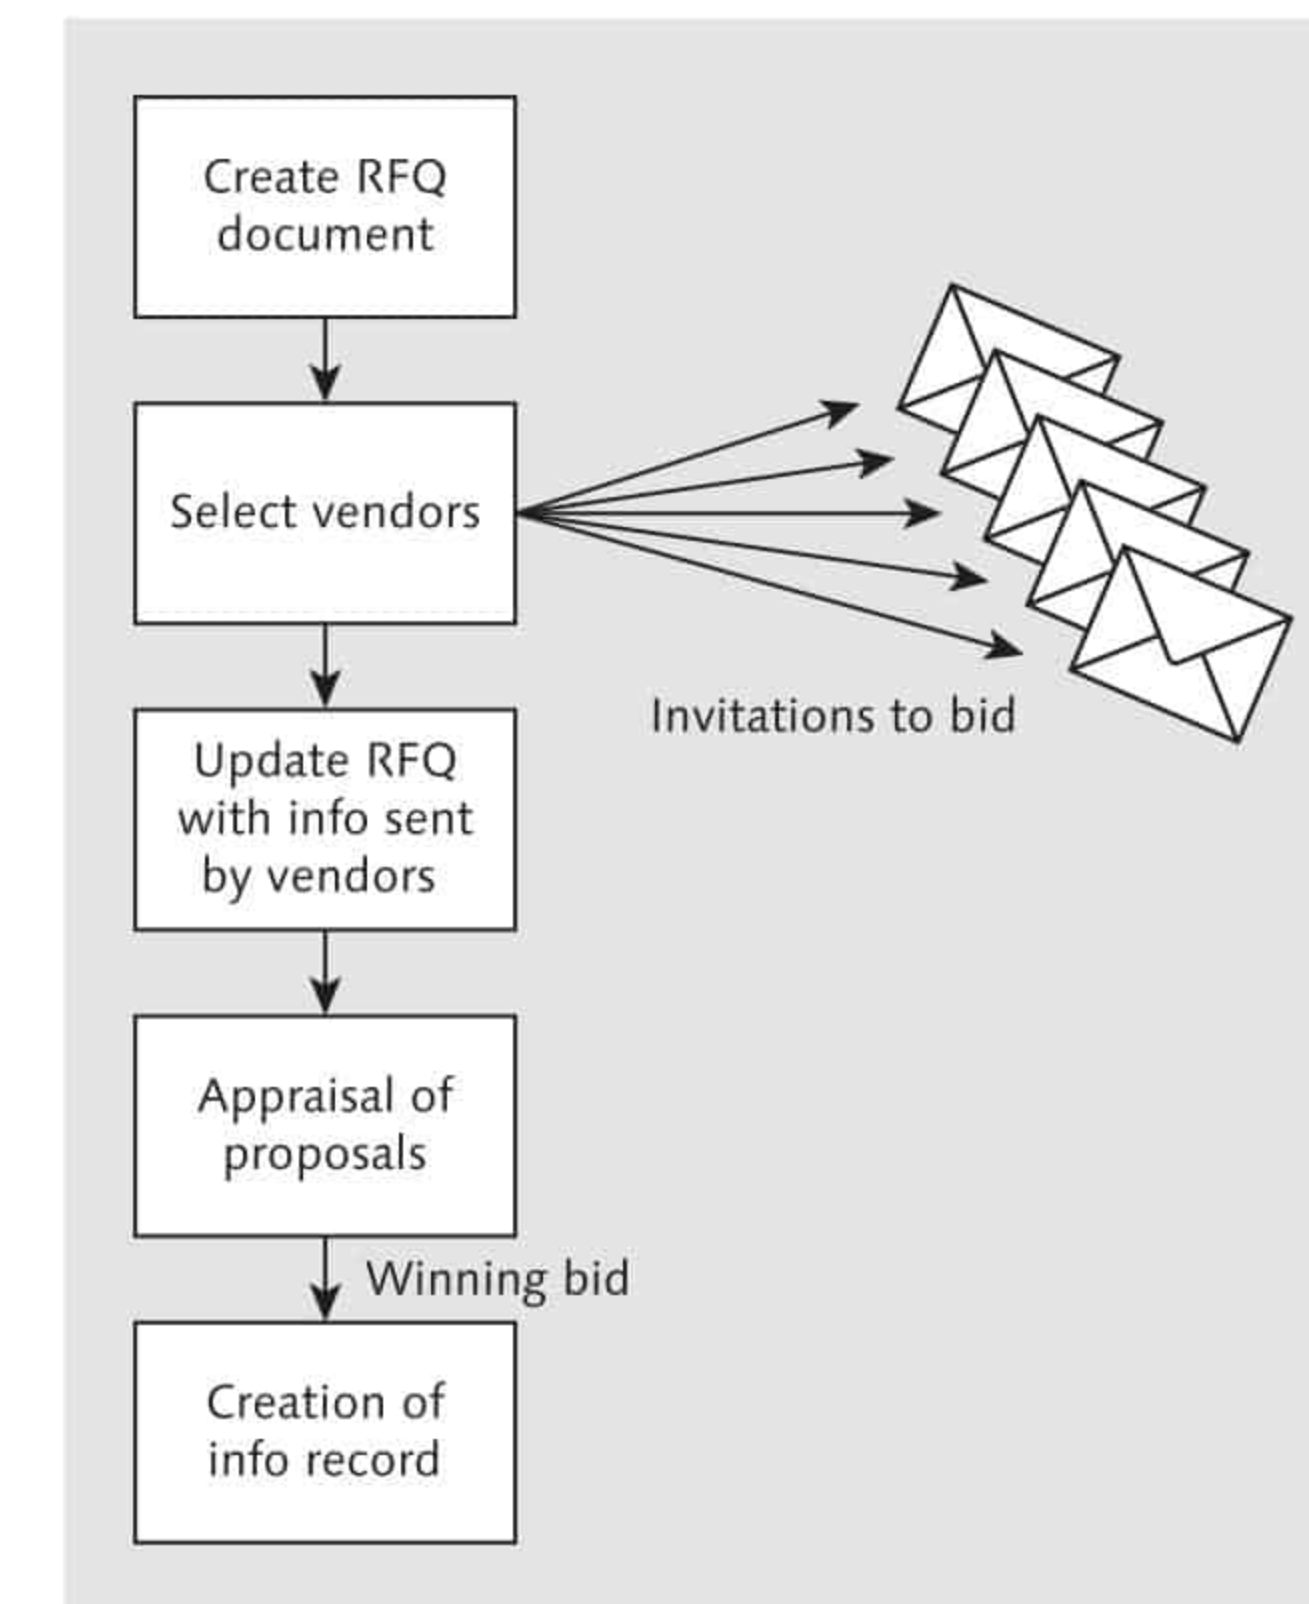 Create RFQ
document
Select vendors
Invitations to bid
Update RFQ
with info sent
by vendors
Appraisal of
proposals
Winning bid
Creation of
info record